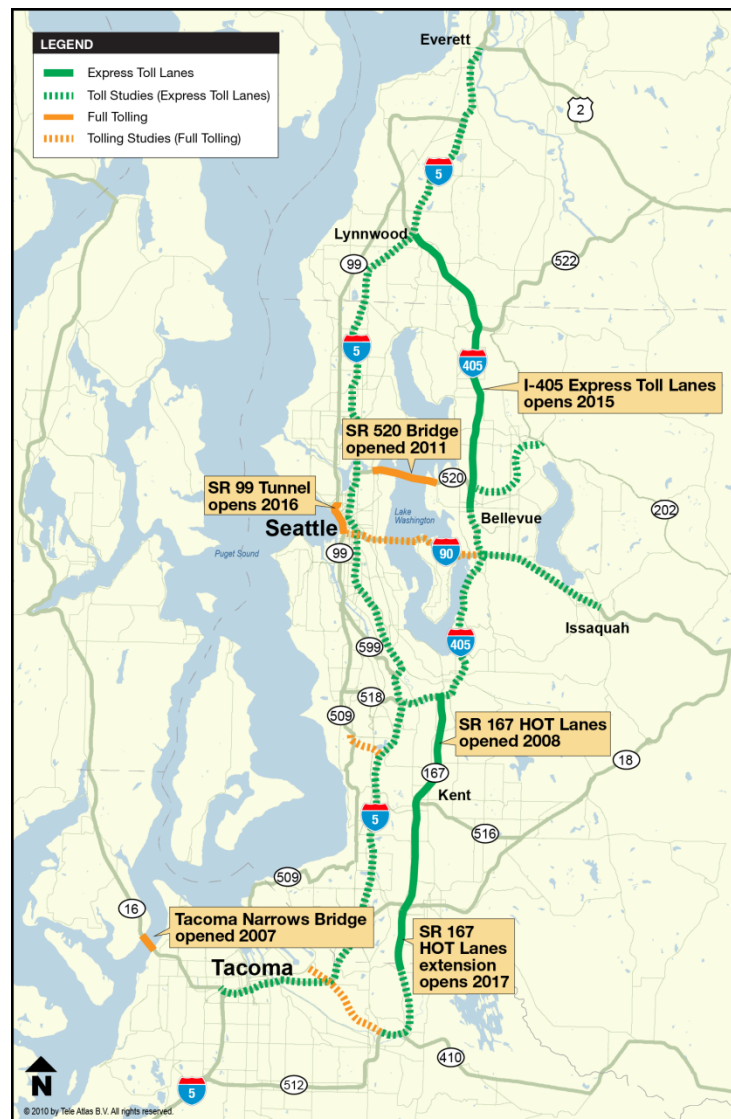 LEGEND
Express Toll Lanes
Toll Studies (Express Toll Lanes)
Full Tolling
Tolling Studies (Full Tolling)
Everett
2
5
Lynnwood
99
522
5
405
I-405 Express Toll Lanes
opens 2015
SR 520 Bridge
opened 2011
520
SR 99 Tunnel
opens 2016
Seattle
Lake
Washington
Bellevue
202
Puget Sound
99
90
Issaquah
599
405
518
509
SR 167 HOT Lanes
opened 2008
18
167
Kent
5
516
509
16
Tacoma Narrows Bridge
opened 2007
SR 167
HOT Lanes
extension
opens 2017
Tacoma
410
N
5
512
© 2010 by Tele Atlas B.V. All rights reserved.